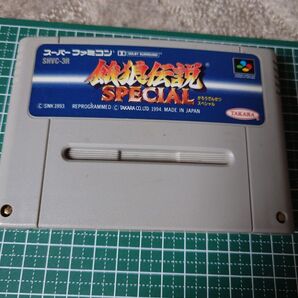 スーパーファミコン DOLBY SURROUND
SHVC-3R
餓狼伝説
SPECIAL
がろうでんせつ
スペシャル
©SNK 1993 REPROGRAMMED ©TAKARA CO.,LTD. 1994 MADE IN JAPAN
TAKARA